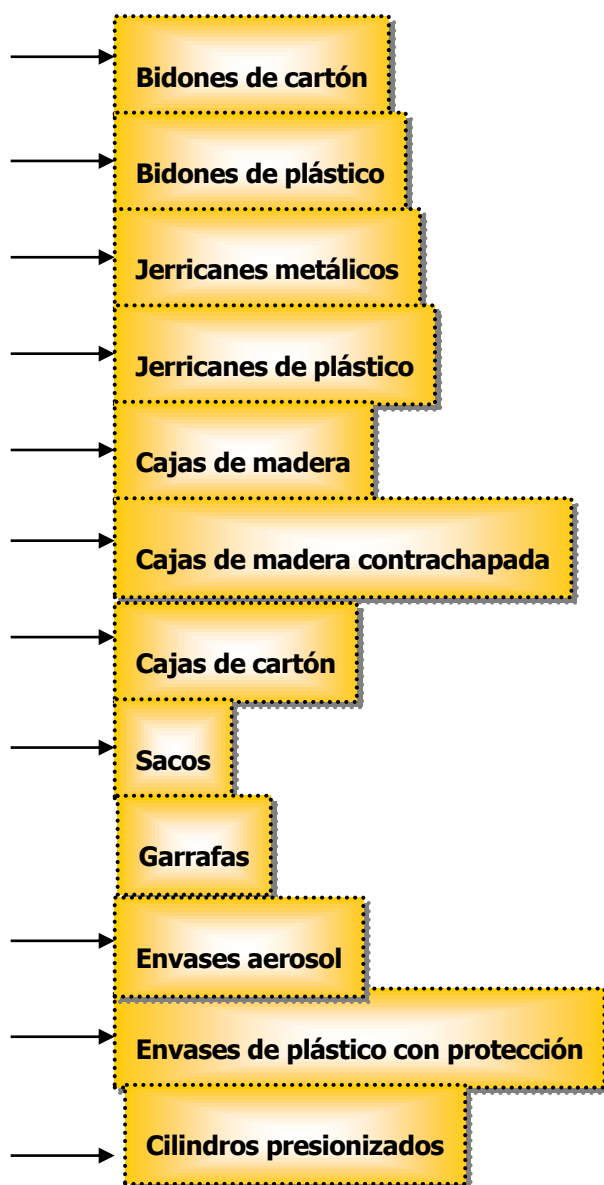 Bidones de cartón
Bidones de plástico
Jerricanes metálicos
Jerricanes de plástico
Cajas de madera
Cajas de madera contrachapada
Cajas de cartón
Sacos
Garrafas
Envases aerosol
Envases de plástico con protección
Cilindros presionizados